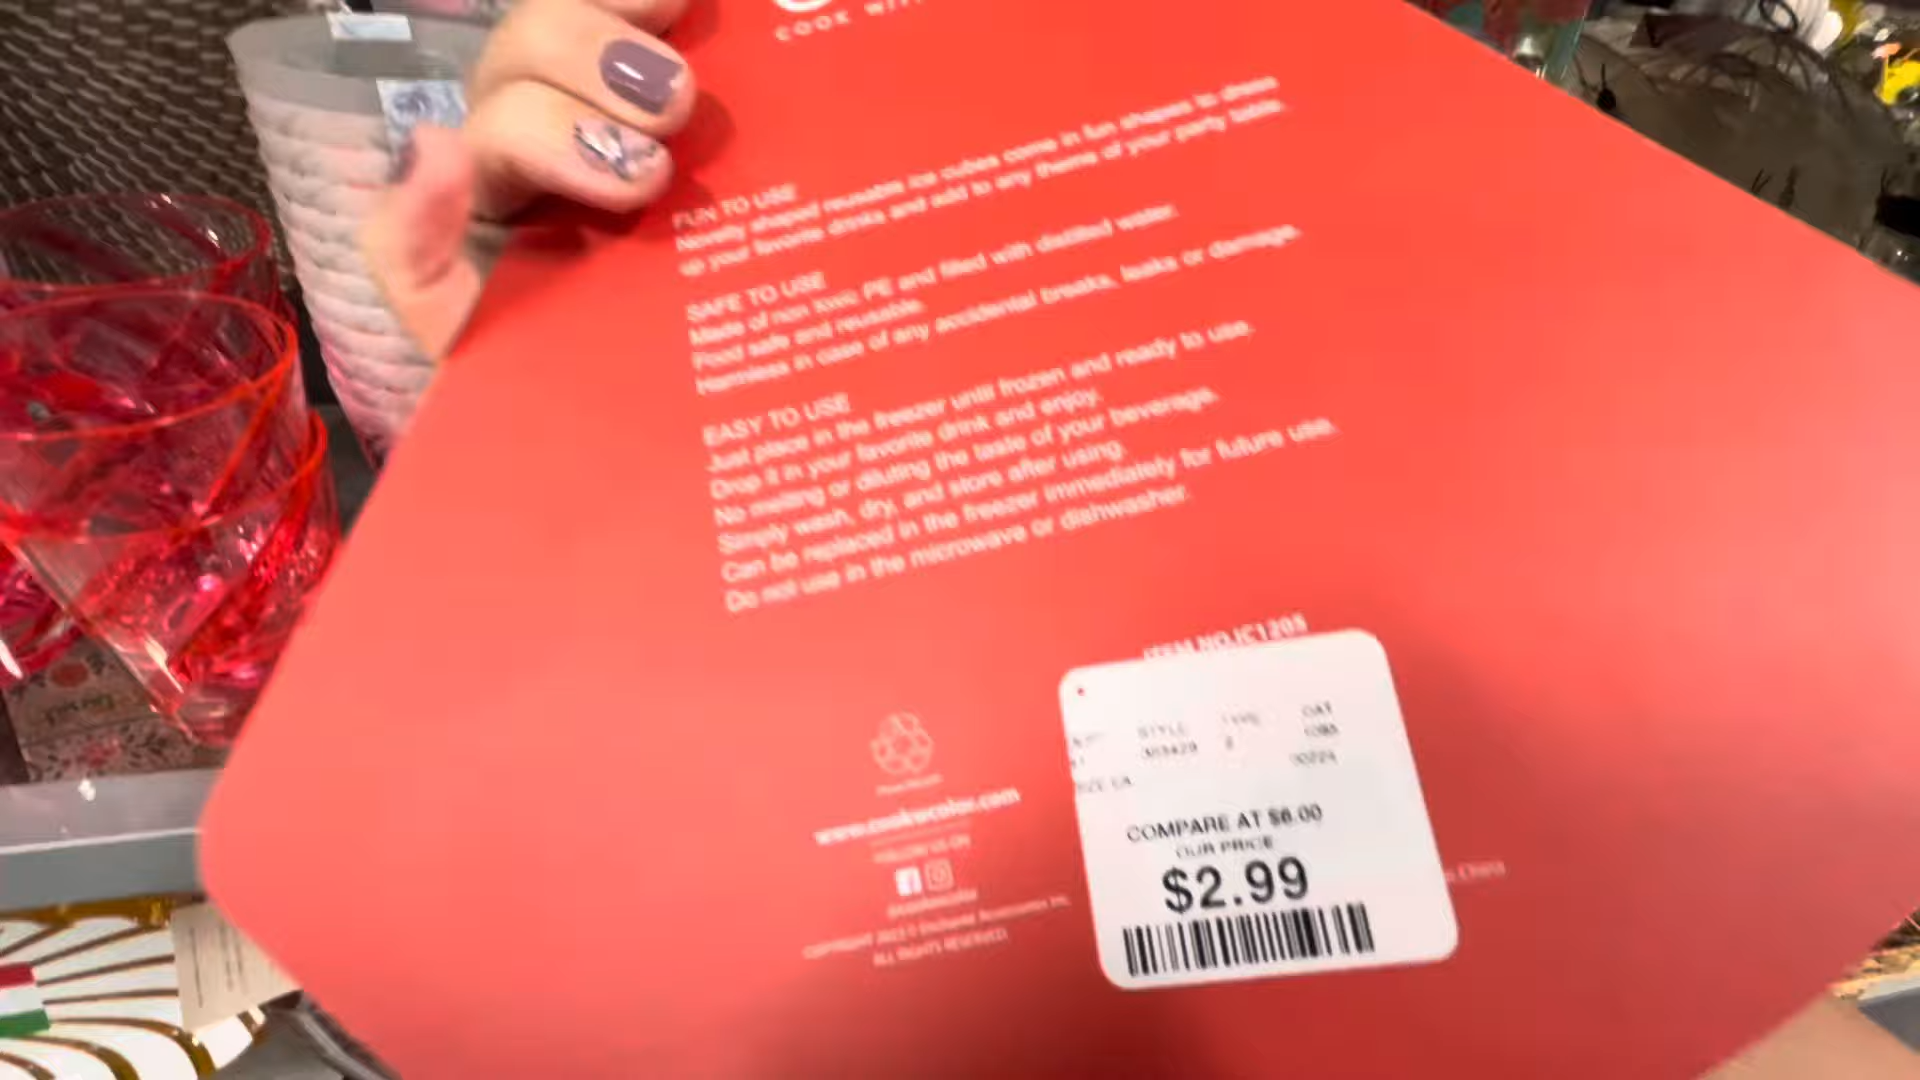 COOK WITH
FUN TO USE
Novelty shaped reusable ice cubes come in fun shapes to dress
up your favorite drinks and add to any theme of your party table.
SAFE TO USE
Made of non toxic PE and filled with distilled water.
Food safe and reusable.
Harmless in case of any accidental breaks, leaks or damage.
EASY TO USE
Just place in the freezer until frozen and ready to use.
Drop it in your favorite drink and enjoy.
No melting or diluting the taste of your beverage.
Simply wash, dry, and store after using.
Can be replaced in the freezer immediately for future use.
Do not use in the microwave or dishwasher.
ITEM NO.IC1205
STYLE TYPE
SIZE
COMPARE AT $6.00
OUR PRICE
$2.99
www.cookwcolor.com
FOLLOW US ON
ALL RIGHTS RESERVED
China